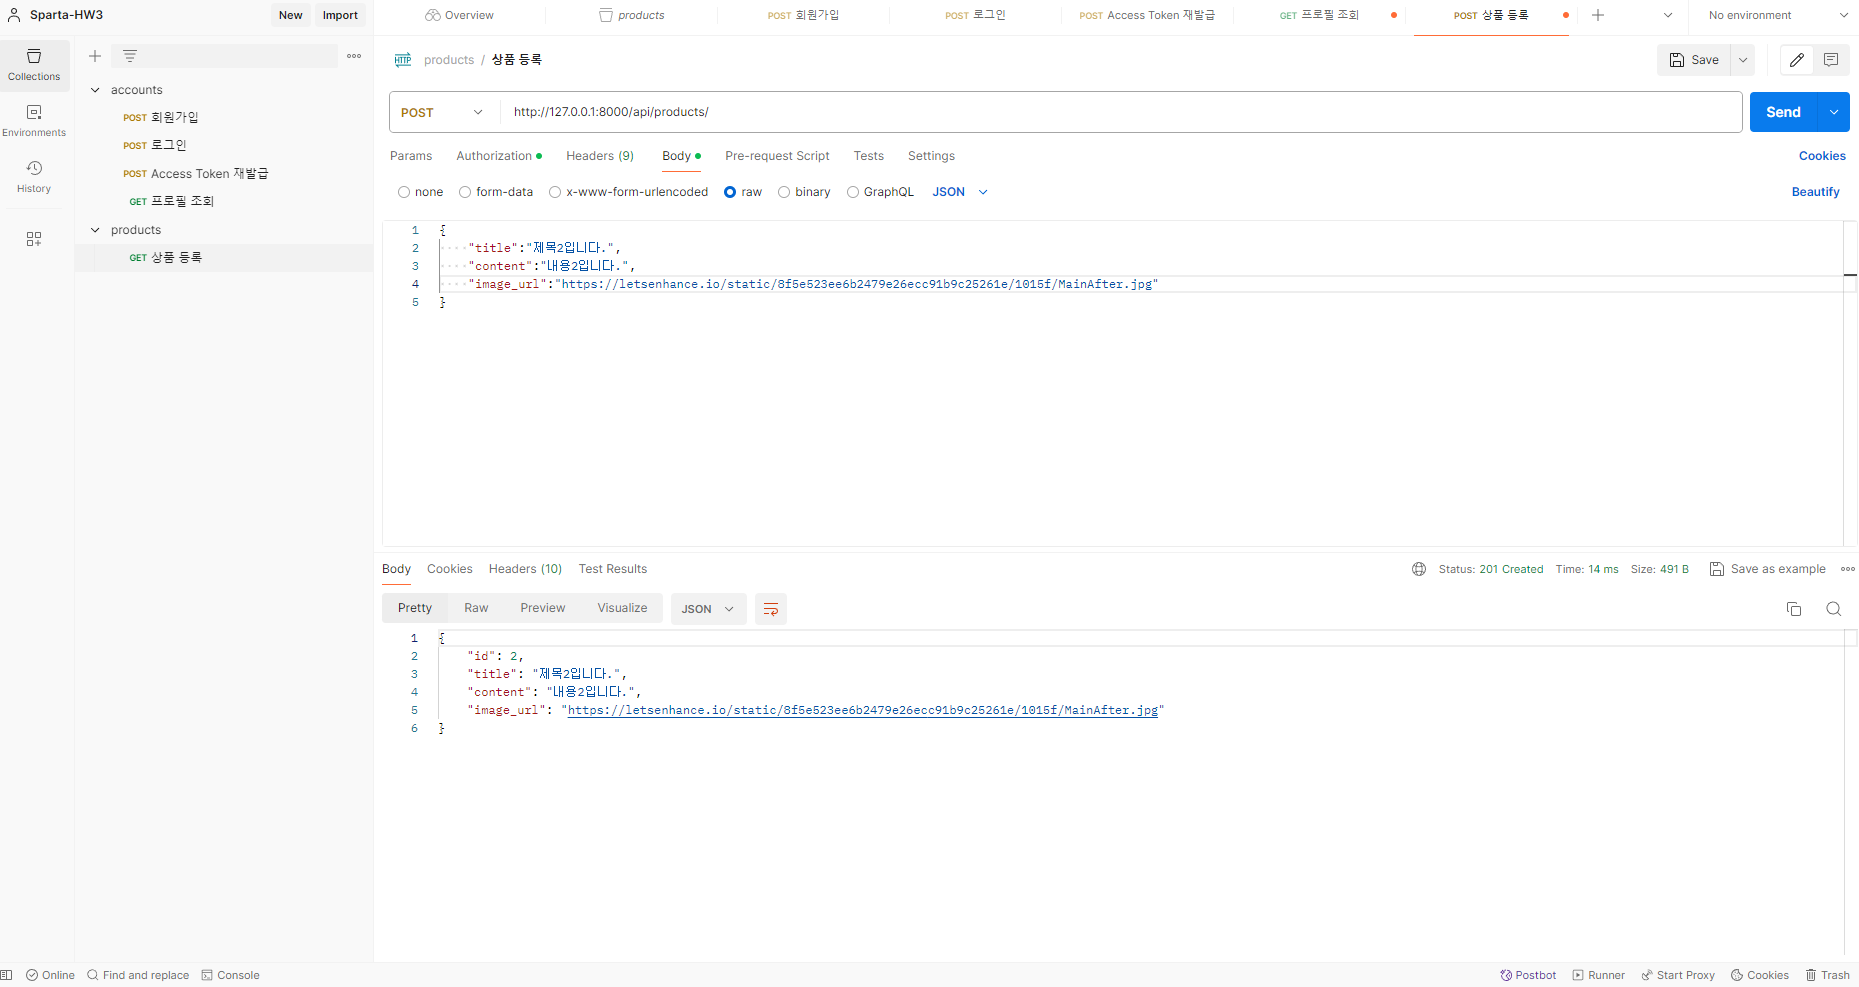 Sparta-HW3
New
Import
Overview
products
POST 회원가입
POST 로그인
POST Access Token 재발급
GET 프로필 조회
POST 상품 등록
No environment
Collections
Environments
History
accounts
POST 회원가입
POST 로그인
POST Access Token 재발급
GET 프로필 조회
products
GET 상품 등록
HTTP products / 상품 등록
Save
POST
http://127.0.0.1:8000/api/products/
Send
Params
Authorization
Headers (9)
Body
Pre-request Script
Tests
Settings
Cookies
none
form-data
x-www-form-urlencoded
raw
binary
GraphQL
JSON
Beautify
1 {
2 "title":"제목2입니다.",
3 "content":"내용2입니다.",
4 "image_url":"https://letsenhance.io/static/8f5e523ee6b2479e26ecc91b9c25261e/1015f/MainAfter.jpg"
5 }
Body
Cookies
Headers (10)
Test Results
Status: 201 Created
Time: 14 ms
Size: 491 B
Save as example
Pretty
Raw
Preview
Visualize
JSON
1 {
2 "id": 2,
3 "title": "제목2입니다.",
4 "content": "내용2입니다.",
5 "image_url": "https://letsenhance.io/static/8f5e523ee6b2479e26ecc91b9c25261e/1015f/MainAfter.jpg"
6 }
Online
Find and replace
Console
Postbot
Runner
Start Proxy
Cookies
Trash